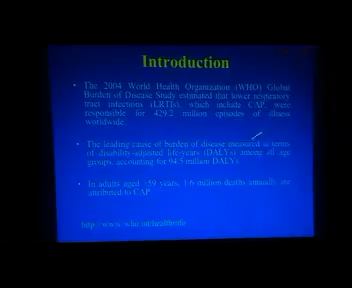 Introduction
• The 2004 World Health Organization (WHO) Global
Burden of Disease Study estimated that lower respiratory
tract infections (LRTIs), which include CAP, were
responsible for 429.2 million episodes of illness
worldwide.
• The leading cause of burden of disease measured in terms
of disability-adjusted life-years (DALYs) among all age
groups, accounting for 94.5 million DALYs.
• In adults aged >59 years, 1.6 million deaths annually are
attributed to CAP
http://www.who.int/healthinfo